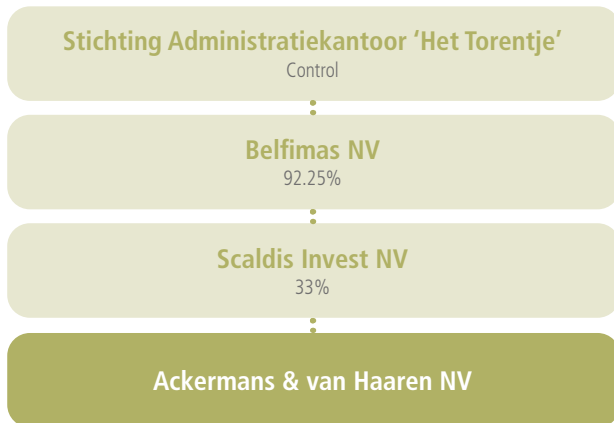 Stichting Administratiekantoor ‘Het Torentje’
Control
Belfimas NV
92.25%
Scaldis Invest NV
33%
Ackermans & van Haaren NV